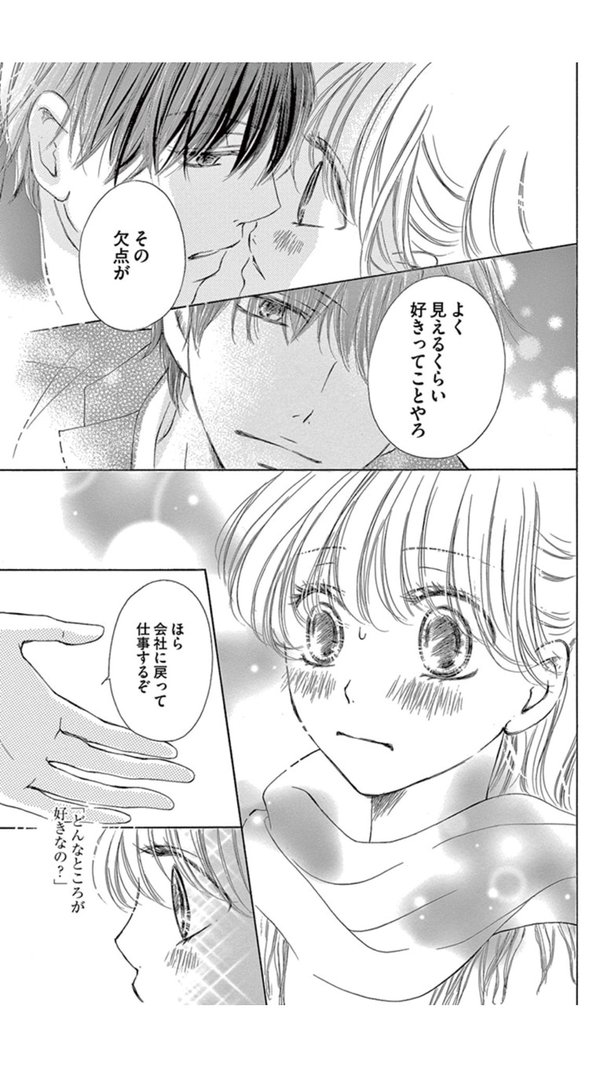 その
欠点が
よく
見えるくらい
好きってことやろ
ほら
会社に戻って
仕事するぞ
「どんなところが
好きなの?」